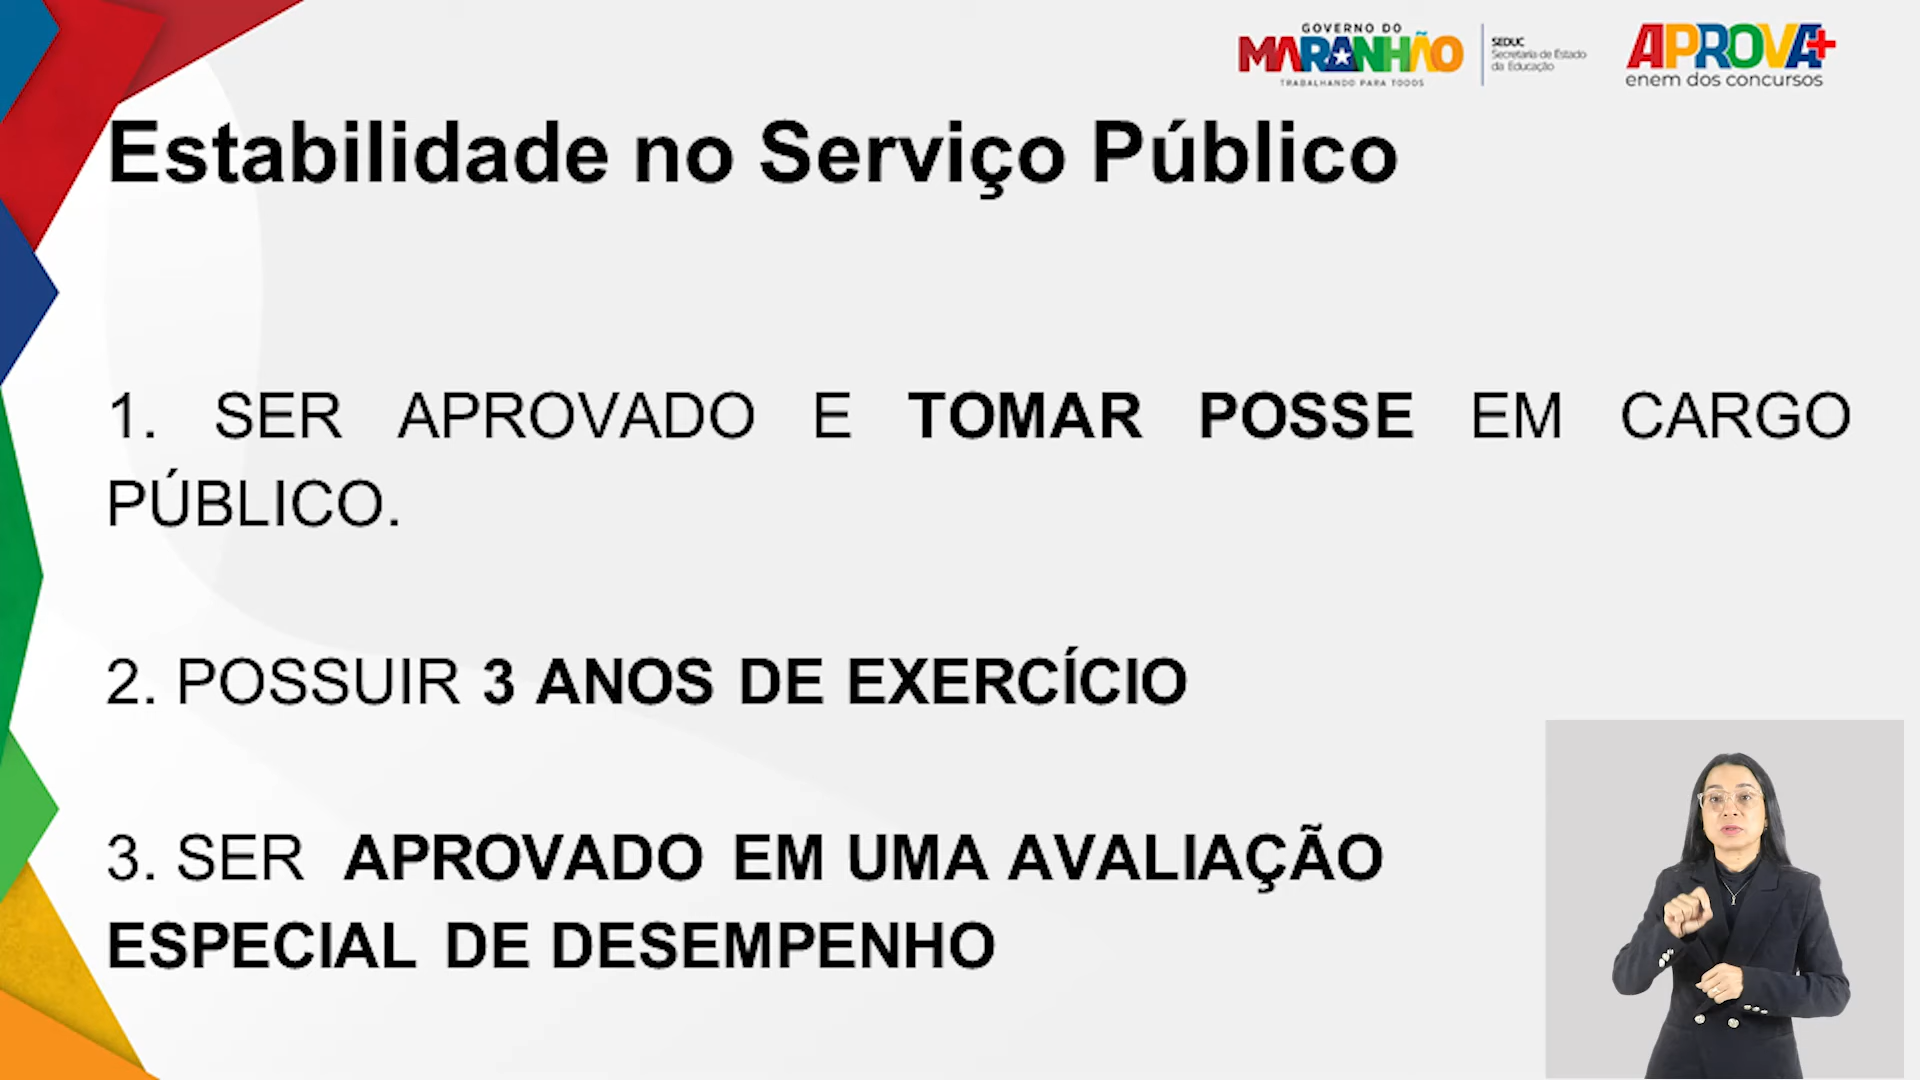 GOVERNO DO
MARANHÃO
TRABALHANDO PARA TODOS
SEDUC
Secretaria de Estado
da Educação
APROVA+
enem dos concursos
Estabilidade no Serviço Público
1. SER APROVADO E TOMAR POSSE EM CARGO
PÚBLICO.
2. POSSUIR 3 ANOS DE EXERCÍCIO
3. SER APROVADO EM UMA AVALIAÇÃO
ESPECIAL DE DESEMPENHO